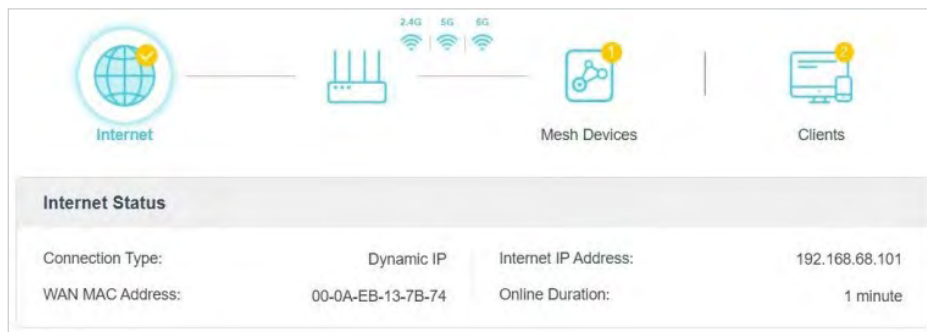 2.4G 5G 6G
1
2
Internet
Mesh Devices
Clients
Internet Status
Connection Type: Dynamic IP Internet IP Address: 192.168.68.101
WAN MAC Address: 00-0A-EB-13-7B-74 Online Duration: 1 minute